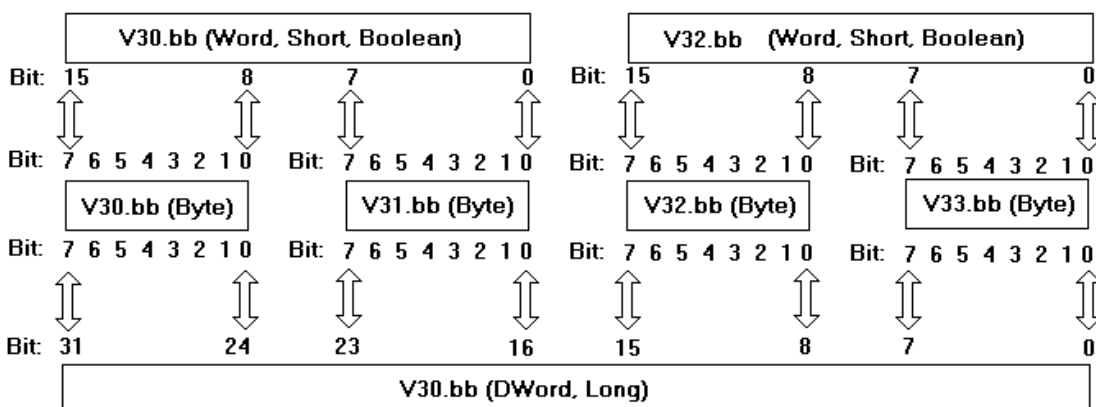 V30.bb (Word, Short, Boolean) V32.bb (Word, Short, Boolean)
Bit: 15 8 7 0 Bit: 15 8 7 0
Bit: 7 6 5 4 3 2 1 0 Bit: 7 6 5 4 3 2 1 0 Bit: 7 6 5 4 3 2 1 0 Bit: 7 6 5 4 3 2 1 0
V30.bb (Byte) V31.bb (Byte) V32.bb (Byte) V33.bb (Byte)
Bit: 7 6 5 4 3 2 1 0 Bit: 7 6 5 4 3 2 1 0 Bit: 7 6 5 4 3 2 1 0 Bit: 7 6 5 4 3 2 1 0
Bit: 31 24 23 16 15 8 7 0
V30.bb (DWord, Long)